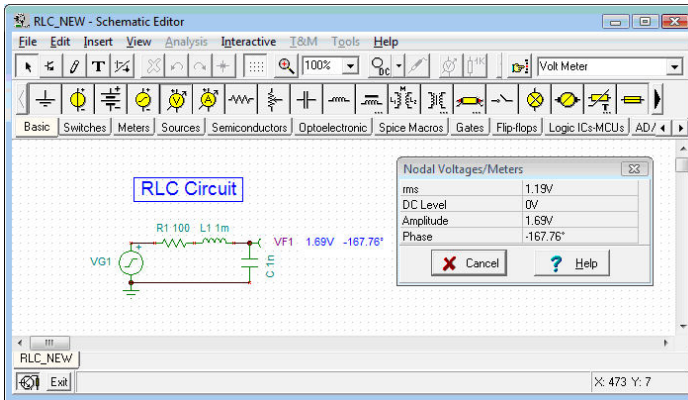 RLC_NEW - Schematic Editor
File Edit Insert View Analysis Interactive T&M Tools Help
T 100% DC 1K Volt Meter
Basic Switches Meters Sources Semiconductors Optoelectronic Spice Macros Gates Flip-flops Logic ICs-MCUs AD/
RLC Circuit
R1 100 L1 1m
VF1 1.69V -167.76°
VG1
C 1n
Nodal Voltages/Meters
rms 1.19V
DC Level 0V
Amplitude 1.69V
Phase -167.76°
Cancel ? Help
RLC_NEW
Exit X: 473 Y: 7